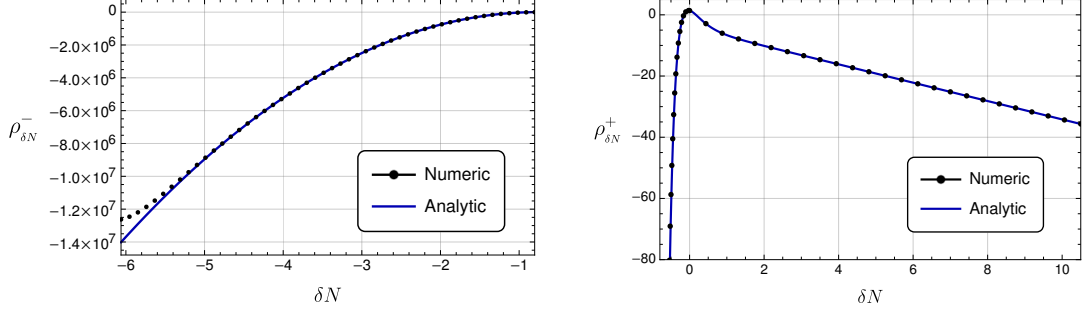 0
−2.0×10⁶
−4.0×10⁶
−6.0×10⁶
−8.0×10⁶
−1.0×10⁷
−1.2×10⁷
−1.4×10⁷
ρ⁻_δN
Numeric
Analytic
−6 −5 −4 −3 −2 −1
δN
0
−20
−40
−60
−80
ρ⁺_δN
Numeric
Analytic
0 2 4 6 8 10
δN